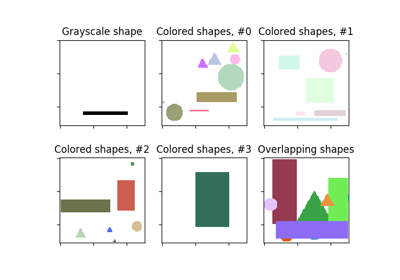 Grayscale shape
Colored shapes, #0
Colored shapes, #1
Colored shapes, #2
Colored shapes, #3
Overlapping shapes